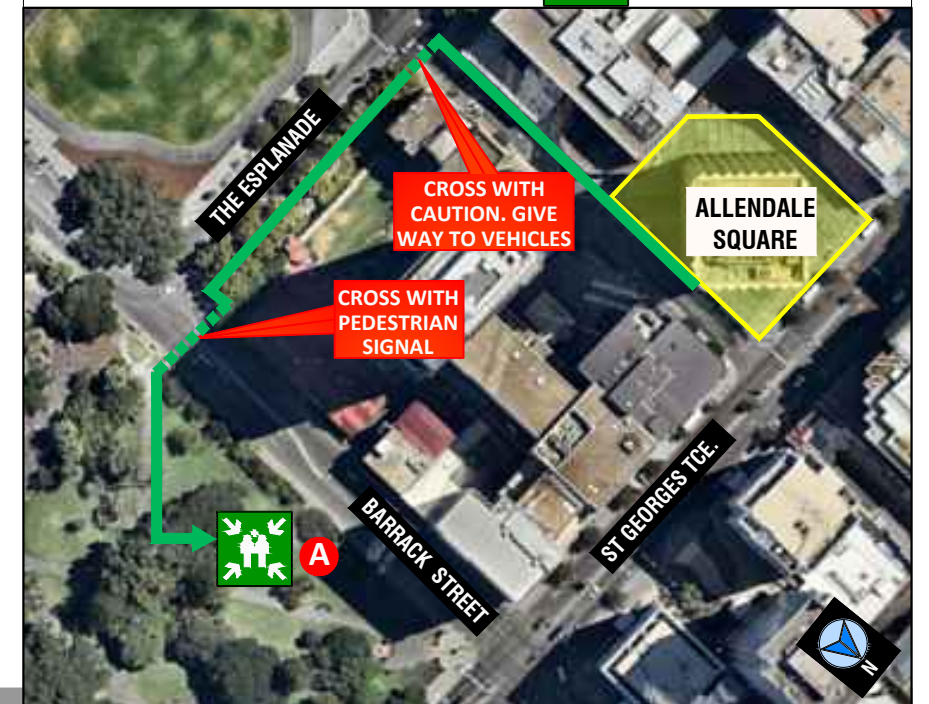 THE ESPLANADE
CROSS WITH
CAUTION. GIVE
WAY TO VEHICLES
ALLENDALE
SQUARE
CROSS WITH
PEDESTRIAN
SIGNAL
ST GEORGES TCE.
BARRACK STREET
A
N